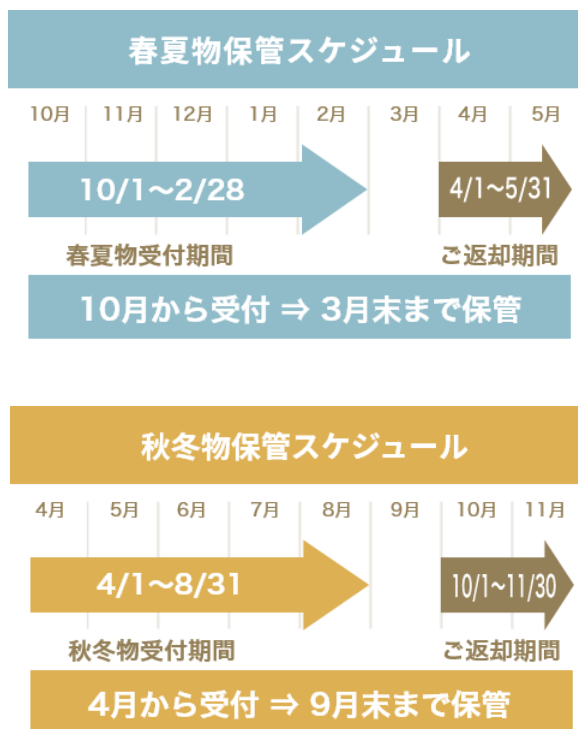 春夏物保管スケジュール
10月 11月 12月 1月 2月 3月 4月 5月
10/1〜2/28 4/1〜5/31
春夏物受付期間 ご返却期間
10月から受付 ⇒ 3月末まで保管
秋冬物保管スケジュール
4月 5月 6月 7月 8月 9月 10月 11月
4/1〜8/31 10/1〜11/30
秋冬物受付期間 ご返却期間
4月から受付 ⇒ 9月末まで保管